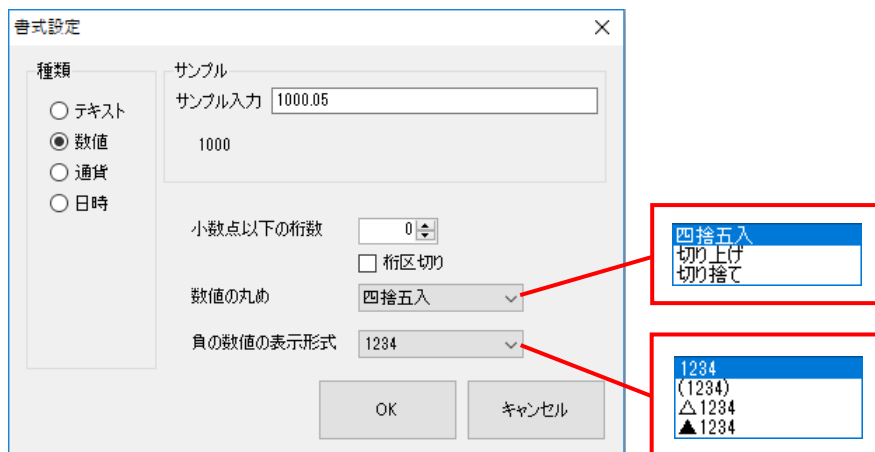 書式設定
種類
テキスト
数値
通貨
日時
サンプル
サンプル入力 1000.05
1000
小数点以下の桁数 0
桁区切り
数値の丸め 四捨五入
負の数値の表示形式 1234
OK キャンセル
四捨五入
切り上げ
切り捨て
1234
(1234)
△1234
▲1234